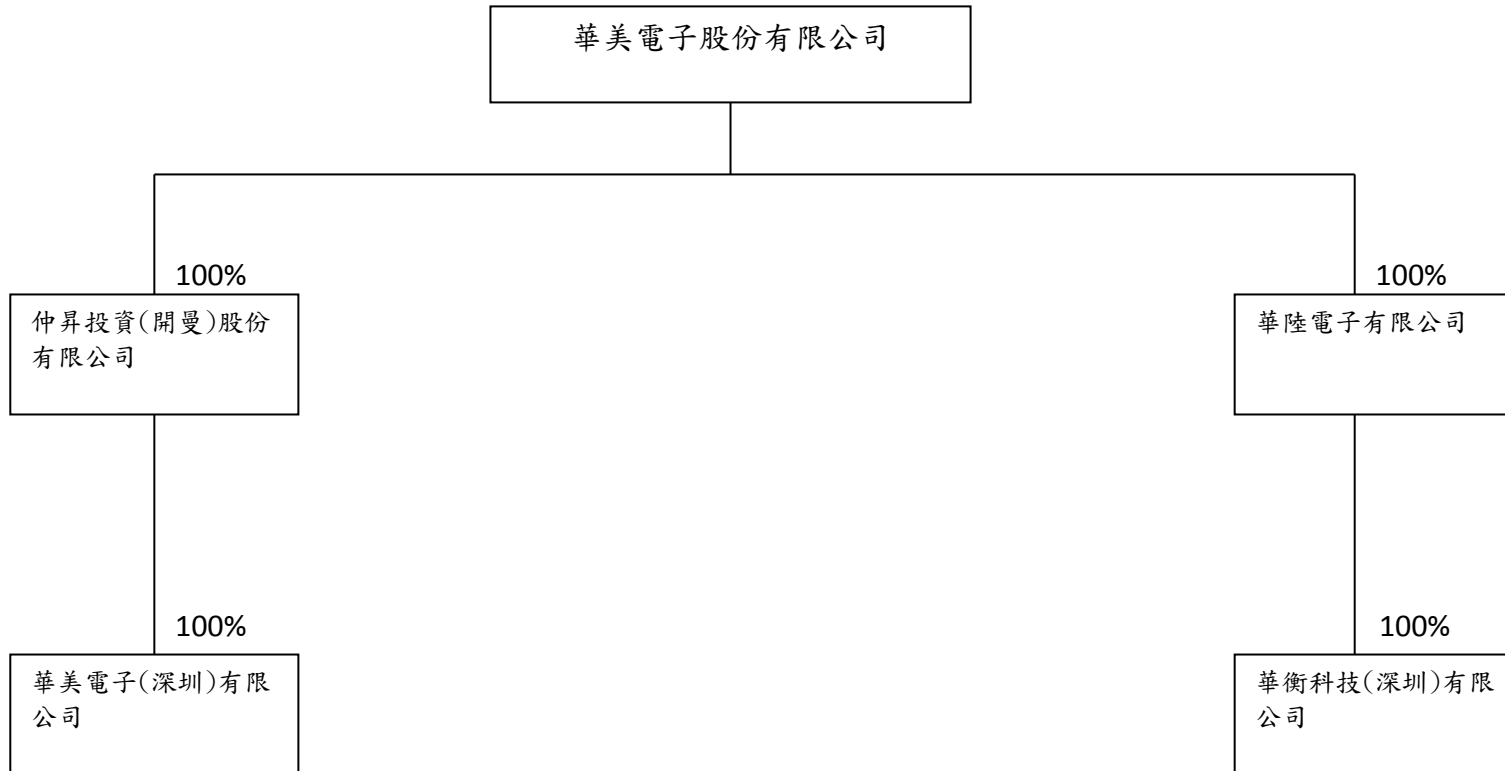 華美電子股份有限公司
100%
100%
仲昇投資(開曼)股份
有限公司
華陸電子有限公司
100%
100%
華美電子(深圳)有限
公司
華衡科技(深圳)有限
公司